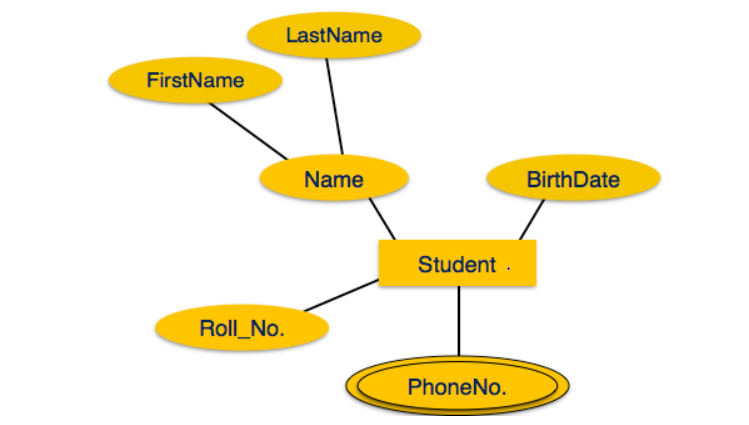 LastName
FirstName
Name
BirthDate
Student .
Roll_No.
PhoneNo.